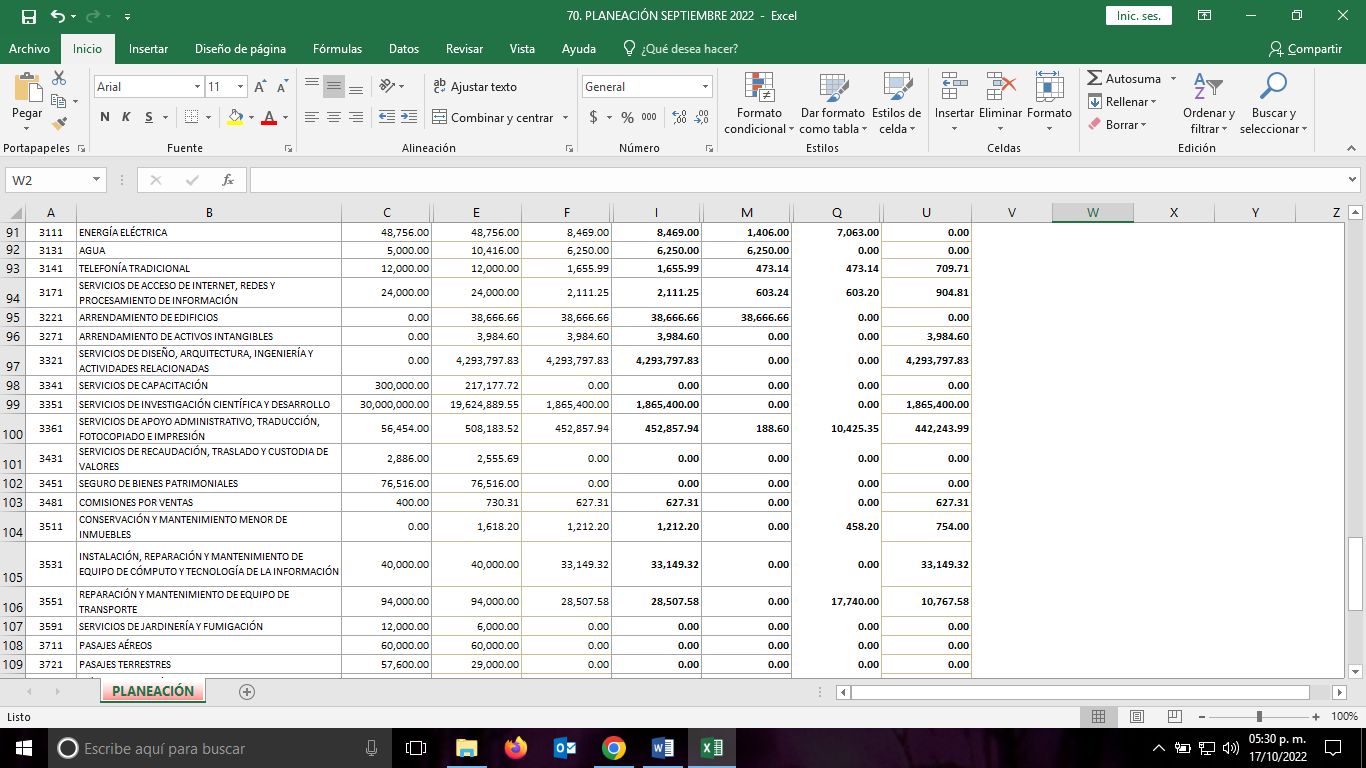 70. PLANEACIÓN SEPTIEMBRE 2022 - Excel
Inic. ses.
Archivo Inicio Insertar Diseño de página Fórmulas Datos Revisar Vista Ayuda ¿Qué desea hacer? Compartir
Pegar
Arial 11
N K S
Ajustar texto
Combinar y centrar
General
$ % 000
Formato condicional
Dar formato como tabla
Estilos de celda
Insertar Eliminar Formato
Autosuma
Rellenar
Borrar
Ordenar y filtrar
Buscar y seleccionar
Portapapeles Fuente Alineación Número Estilos Celdas Edición
W2 fx
A B C E F I M Q U V W X Y Z
91 3111 ENERGÍA ELÉCTRICA 48,756.00 48,756.00 8,469.00 8,469.00 1,406.00 7,063.00 0.00
92 3131 AGUA 5,000.00 10,416.00 6,250.00 6,250.00 6,250.00 0.00 0.00
93 3141 TELEFONÍA TRADICIONAL 12,000.00 12,000.00 1,655.99 1,655.99 473.14 473.14 709.71
94 3171 SERVICIOS DE ACCESO DE INTERNET, REDES Y
PROCESAMIENTO DE INFORMACIÓN 24,000.00 24,000.00 2,111.25 2,111.25 603.24 603.20 904.81
95 3221 ARRENDAMIENTO DE EDIFICIOS 0.00 38,666.66 38,666.66 38,666.66 38,666.66 0.00 0.00
96 3271 ARRENDAMIENTO DE ACTIVOS INTANGIBLES 0.00 3,984.60 3,984.60 3,984.60 0.00 0.00 3,984.60
97 3321 SERVICIOS DE DISEÑO, ARQUITECTURA, INGENIERÍA Y
ACTIVIDADES RELACIONADAS 0.00 4,293,797.83 4,293,797.83 4,293,797.83 0.00 0.00 4,293,797.83
98 3341 SERVICIOS DE CAPACITACIÓN 300,000.00 217,177.72 0.00 0.00 0.00 0.00 0.00
99 3351 SERVICIOS DE INVESTIGACIÓN CIENTÍFICA Y DESARROLLO 30,000,000.00 19,624,889.55 1,865,400.00 1,865,400.00 0.00 0.00 1,865,400.00
100 3361 SERVICIOS DE APOYO ADMINISTRATIVO, TRADUCCIÓN,
FOTOCOPIADO E IMPRESIÓN 56,454.00 508,183.52 452,857.94 452,857.94 188.60 10,425.35 442,243.99
101 3431 SERVICIOS DE RECAUDACIÓN, TRASLADO Y CUSTODIA DE
VALORES 2,886.00 2,555.69 0.00 0.00 0.00 0.00 0.00
102 3451 SEGURO DE BIENES PATRIMONIALES 76,516.00 76,516.00 0.00 0.00 0.00 0.00 0.00
103 3481 COMISIONES POR VENTAS 400.00 730.31 627.31 627.31 0.00 0.00 627.31
104 3511 CONSERVACIÓN Y MANTENIMIENTO MENOR DE
INMUEBLES 0.00 1,618.20 1,212.20 1,212.20 0.00 458.20 754.00
105 3531 INSTALACIÓN, REPARACIÓN Y MANTENIMIENTO DE
EQUIPO DE CÓMPUTO Y TECNOLOGÍA DE LA INFORMACIÓN 40,000.00 40,000.00 33,149.32 33,149.32 0.00 0.00 33,149.32
106 3551 REPARACIÓN Y MANTENIMIENTO DE EQUIPO DE
TRANSPORTE 94,000.00 94,000.00 28,507.58 28,507.58 0.00 17,740.00 10,767.58
107 3591 SERVICIOS DE JARDINERÍA Y FUMIGACIÓN 12,000.00 6,000.00 0.00 0.00 0.00 0.00 0.00
108 3711 PASAJES AÉREOS 60,000.00 60,000.00 0.00 0.00 0.00 0.00 0.00
109 3721 PASAJES TERRESTRES 57,600.00 29,000.00 0.00 0.00 0.00 0.00 0.00
PLANEACIÓN
Listo 100%
Escribe aquí para buscar
05:30 p. m.
17/10/2022